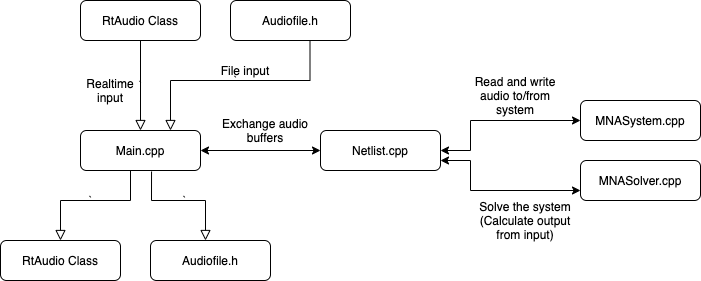 RtAudio Class
Audiofile.h
Realtime
input
File input
Read and write
audio to/from
system
MNASystem.cpp
Exchange audio
buffers
Main.cpp
Netlist.cpp
MNASolver.cpp
Solve the system
(Calculate output
from input)
RtAudio Class
Audiofile.h